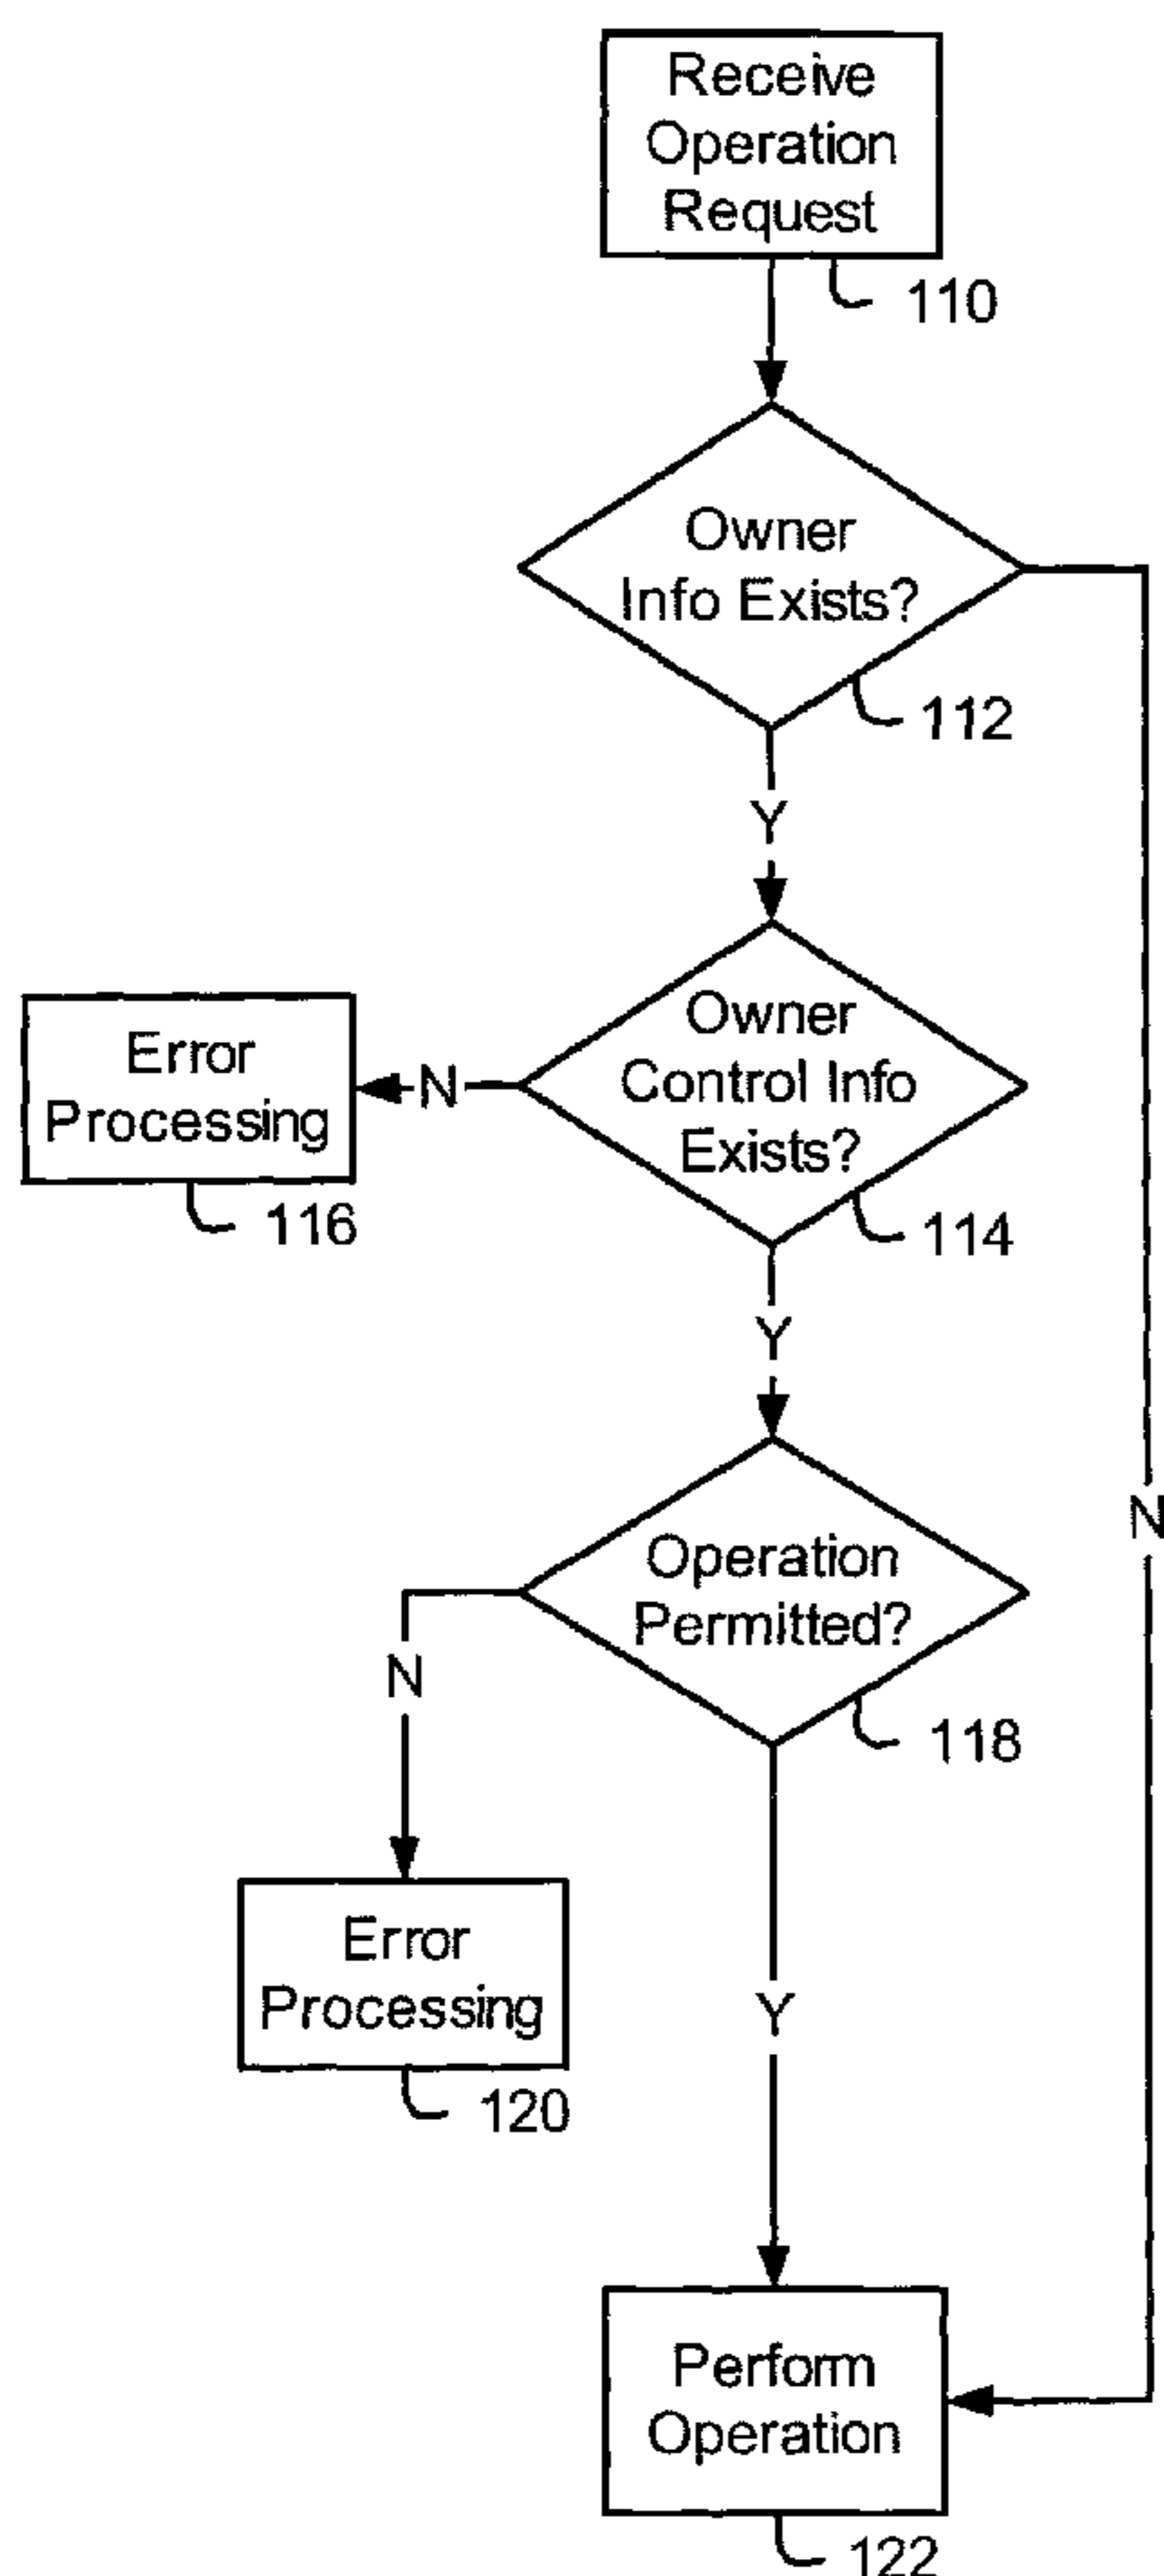 Receive
Operation
Request
110
Owner
Info Exists?
112
Y
Owner
Control Info
Exists?
114
N
Error
Processing
116
Y
Operation
Permitted?
118
N
N
Error
Processing
120
Y
Perform
Operation
122